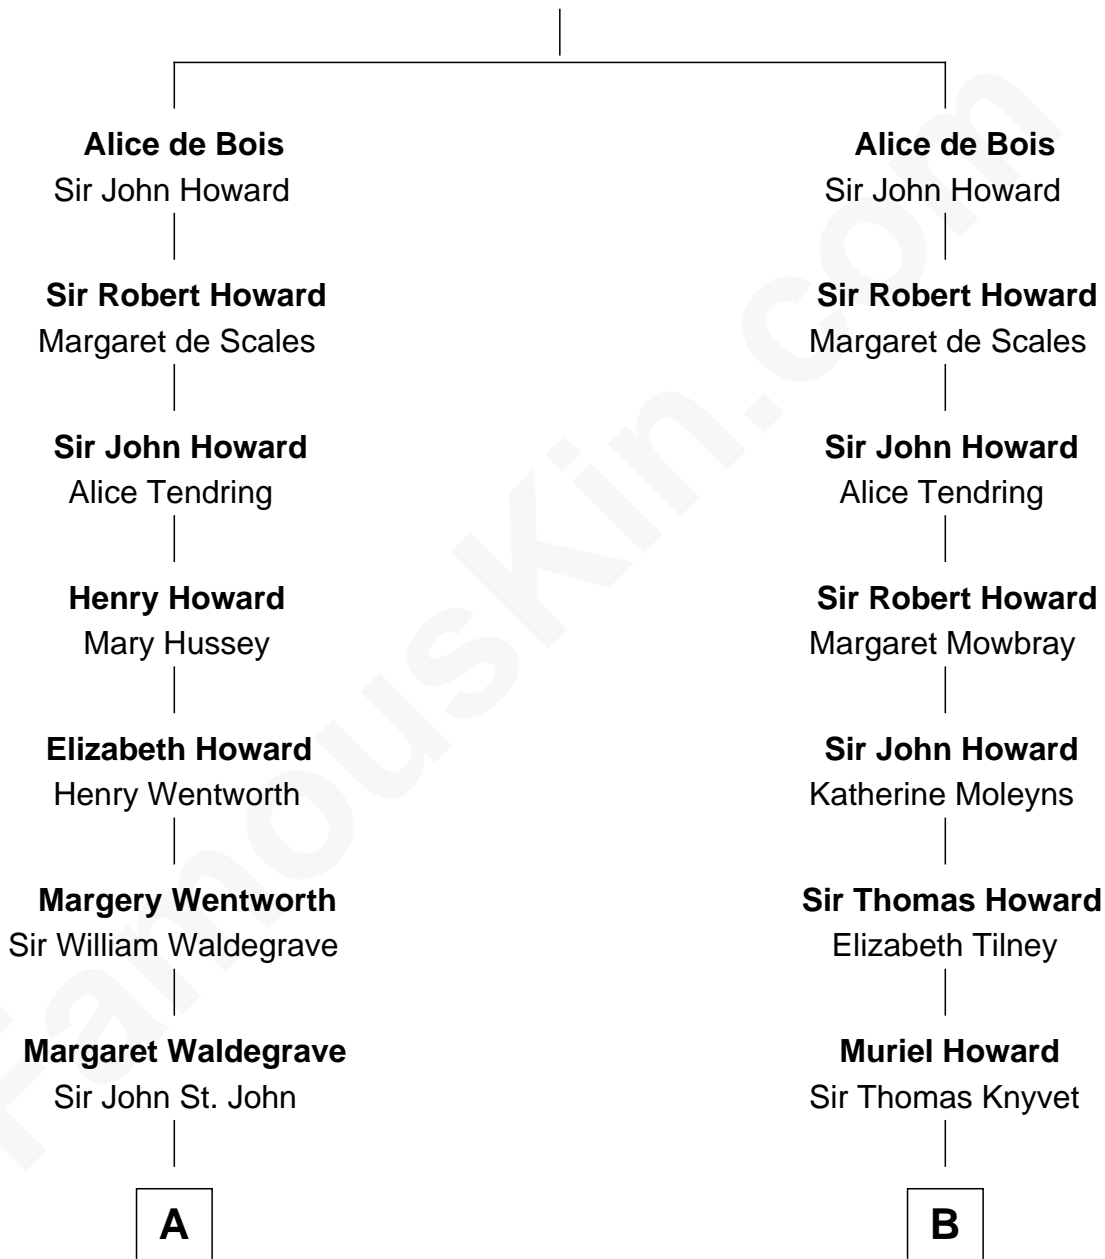 Alice de Bois
Sir John Howard
Sir Robert Howard
Margaret de Scales
Sir John Howard
Alice Tendring
Henry Howard
Mary Hussey
Elizabeth Howard
Henry Wentworth
Margery Wentworth
Sir William Waldegrave
Margaret Waldegrave
Sir John St. John
A
Alice de Bois
Sir John Howard
Sir Robert Howard
Margaret de Scales
Sir John Howard
Alice Tendring
Sir Robert Howard
Margaret Mowbray
Sir John Howard
Katherine Moleyns
Sir Thomas Howard
Elizabeth Tilney
Muriel Howard
Sir Thomas Knyvet
B
FamousKin.com